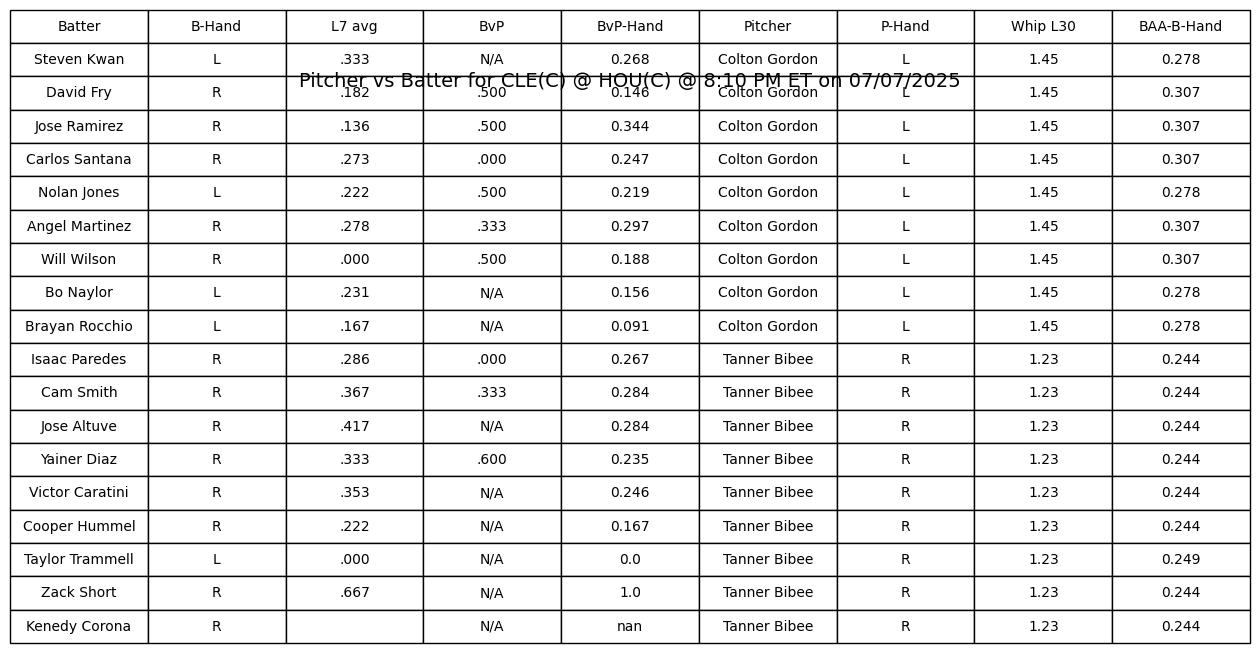 Batter B-Hand L7 avg BvP BvP-Hand Pitcher P-Hand Whip L30 BAA-B-Hand
Steven Kwan L .333 N/A 0.268 Colton Gordon L 1.45 0.278
Pitcher vs Batter for CLE(C) @ HOU(C) @ 8:10 PM ET on 07/07/2025
David Fry R .182 .500 0.146 Colton Gordon L 1.45 0.307
Jose Ramirez R .136 .500 0.344 Colton Gordon L 1.45 0.307
Carlos Santana R .273 .000 0.247 Colton Gordon L 1.45 0.307
Nolan Jones L .222 .500 0.219 Colton Gordon L 1.45 0.278
Angel Martinez R .278 .333 0.297 Colton Gordon L 1.45 0.307
Will Wilson R .000 .500 0.188 Colton Gordon L 1.45 0.307
Bo Naylor L .231 N/A 0.156 Colton Gordon L 1.45 0.278
Brayan Rocchio L .167 N/A 0.091 Colton Gordon L 1.45 0.278
Isaac Paredes R .286 .000 0.267 Tanner Bibee R 1.23 0.244
Cam Smith R .367 .333 0.284 Tanner Bibee R 1.23 0.244
Jose Altuve R .417 N/A 0.284 Tanner Bibee R 1.23 0.244
Yainer Diaz R .333 .600 0.235 Tanner Bibee R 1.23 0.244
Victor Caratini R .353 N/A 0.246 Tanner Bibee R 1.23 0.244
Cooper Hummel R .222 N/A 0.167 Tanner Bibee R 1.23 0.244
Taylor Trammell L .000 N/A 0.0 Tanner Bibee R 1.23 0.249
Zack Short R .667 N/A 1.0 Tanner Bibee R 1.23 0.244
Kenedy Corona R N/A nan Tanner Bibee R 1.23 0.244